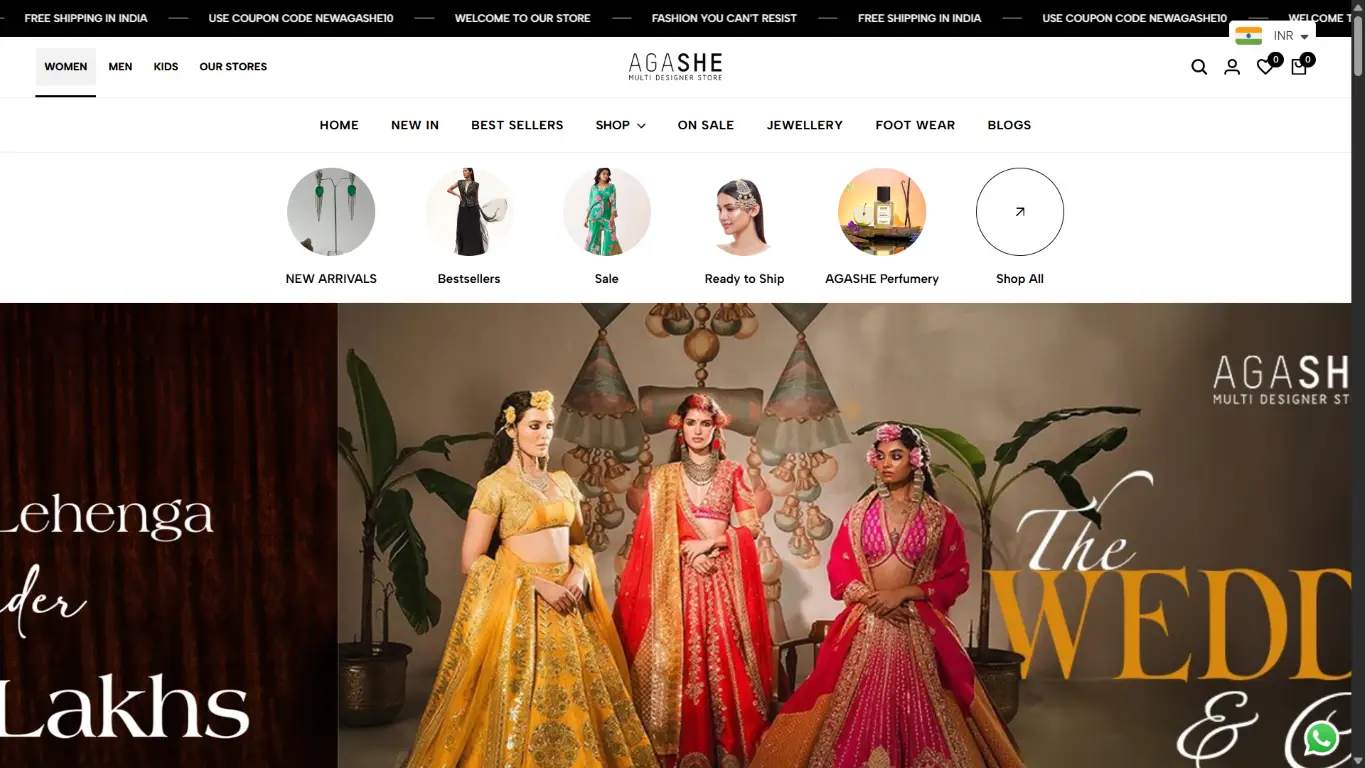 FREE SHIPPING IN INDIA — USE COUPON CODE NEWAGASHE10 — WELCOME TO OUR STORE — FASHION YOU CAN'T RESIST — FREE SHIPPING IN INDIA — USE COUPON CODE NEWAGASHE10 — WELCOME
INR
WOMEN MEN KIDS OUR STORES
AGASHE
MULTI DESIGNER STORE
0 0
HOME NEW IN BEST SELLERS SHOP ON SALE JEWELLERY FOOT WEAR BLOGS
NEW ARRIVALS Bestsellers Sale Ready to Ship AGASHE Perfumery Shop All
AGASH
MULTI DESIGNER ST
Lehenga
der
Lakhs
The
WEDD
&